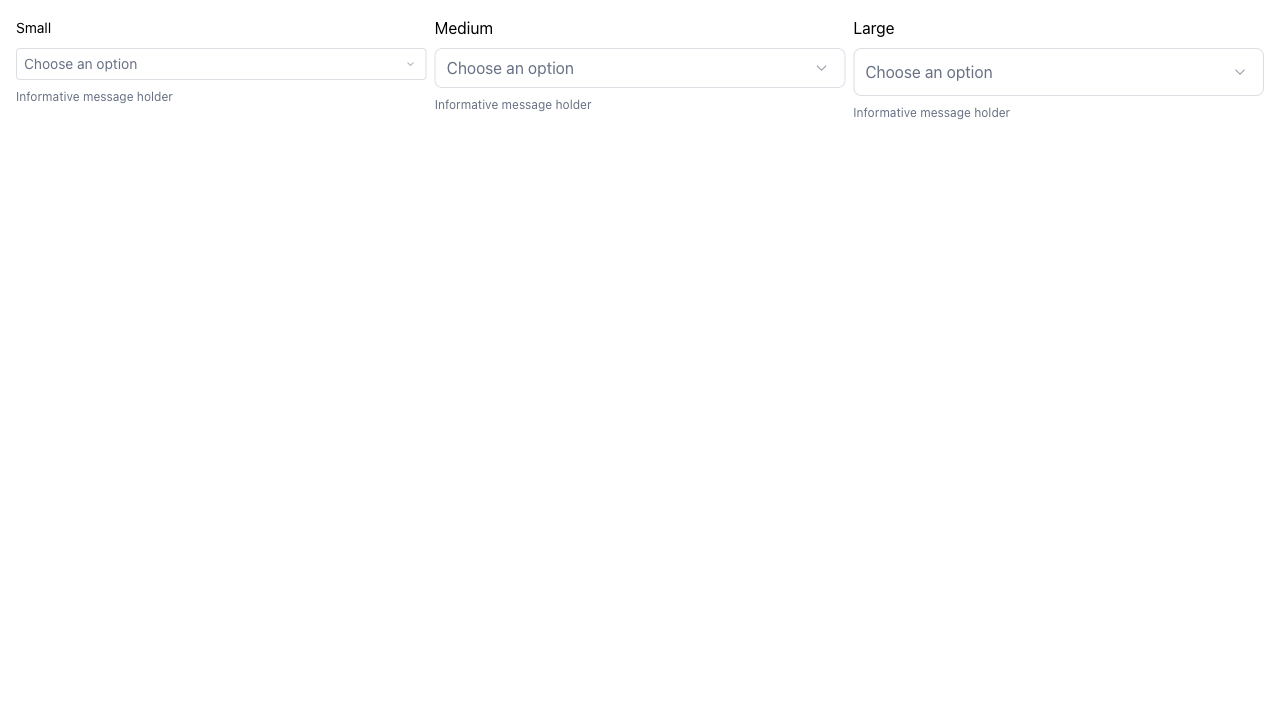 Small
Choose an option
Informative message holder
Medium
Choose an option
Informative message holder
Large
Choose an option
Informative message holder